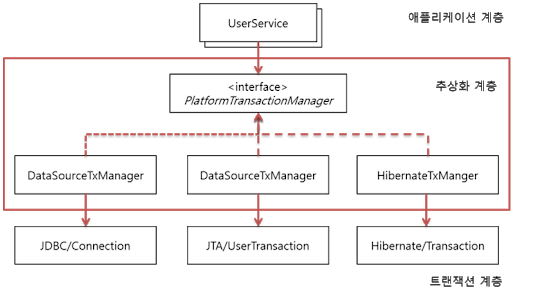 애플리케이션 계층
UserService
추상화 계층
<interface>
PlatformTransactionManager
DataSourceTxManager
DataSourceTxManager
HibernateTxManger
JDBC/Connection
JTA/UserTransaction
Hibernate/Transaction
트랜잭션 계층